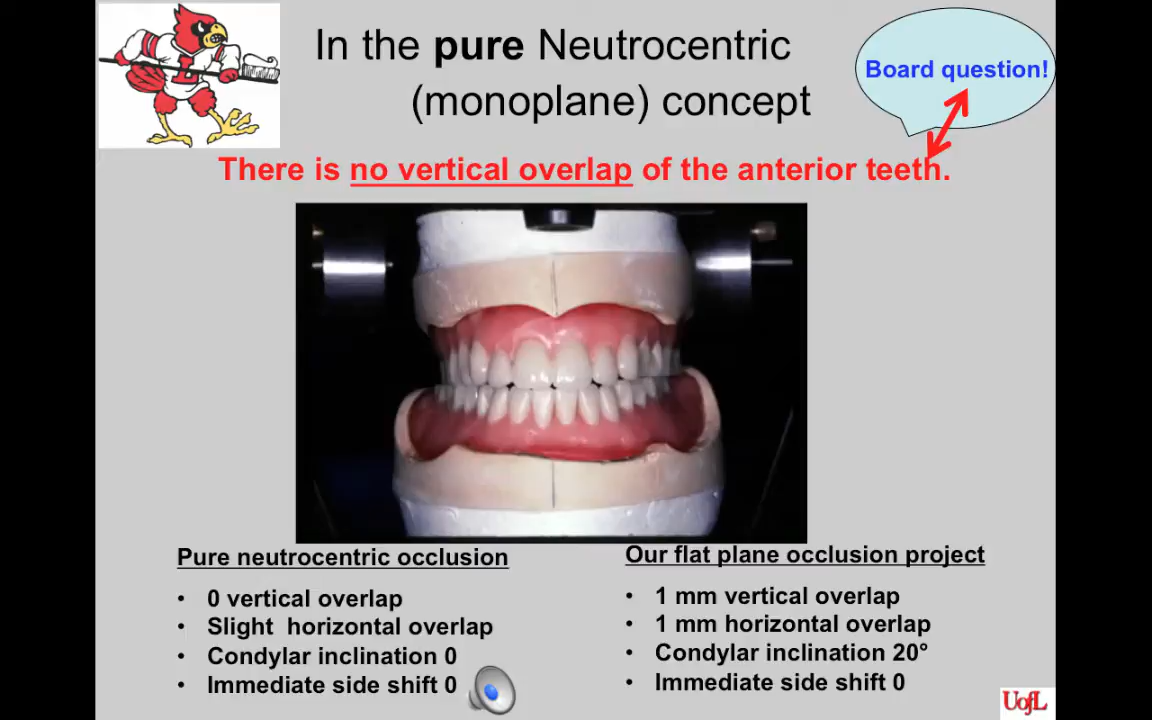 In the pure Neutrocentric
(monoplane) concept
Board question!
There is no vertical overlap of the anterior teeth.
Pure neutrocentric occlusion
• 0 vertical overlap
• Slight horizontal overlap
• Condylar inclination 0
• Immediate side shift 0
Our flat plane occlusion project
• 1 mm vertical overlap
• 1 mm horizontal overlap
• Condylar inclination 20°
• Immediate side shift 0
UofL